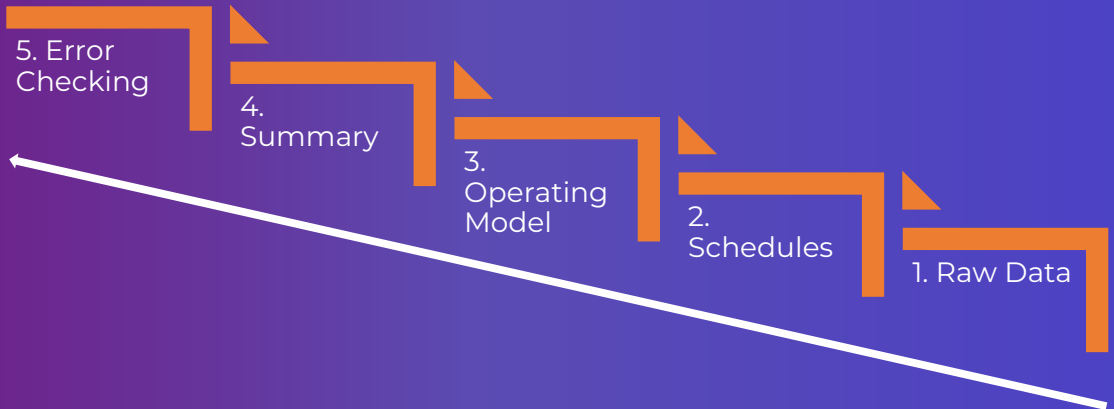 5. Error
Checking
4.
Summary
3.
Operating
Model
2.
Schedules
1. Raw Data